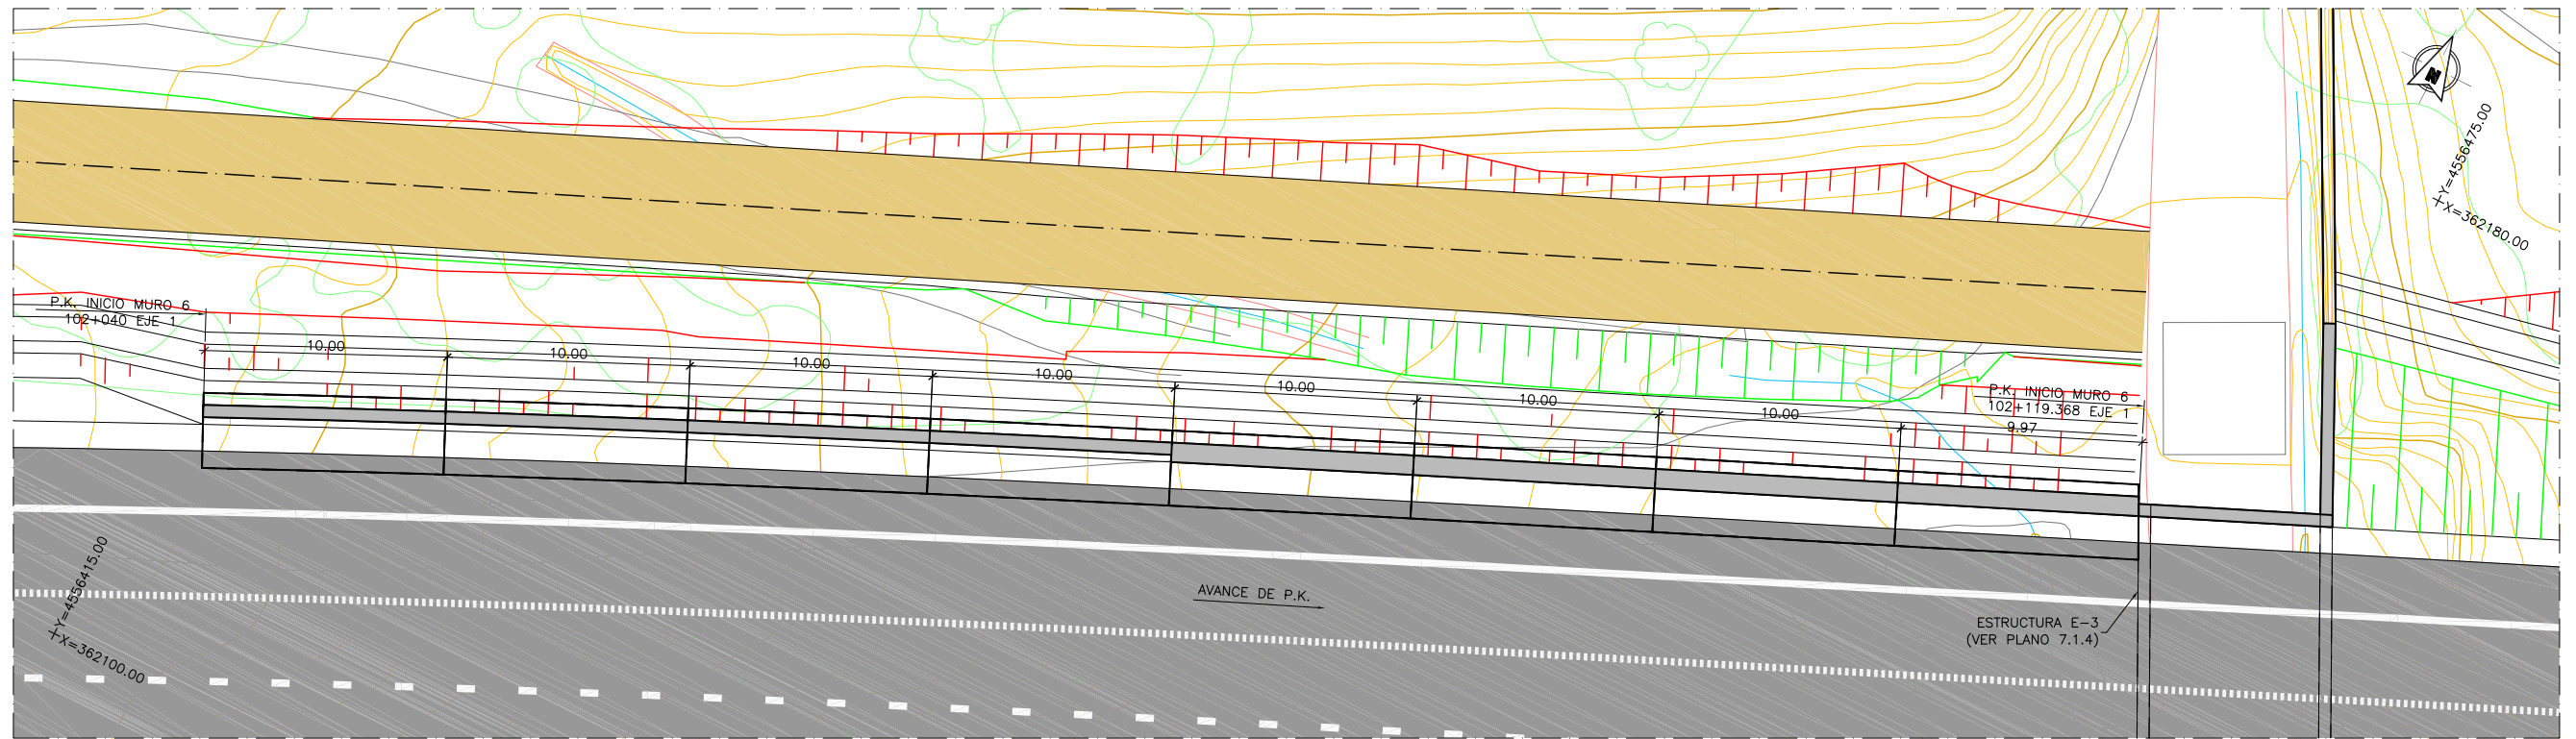 N
Y=4556475.00
X=362180.00
P.K. INICIO MURO 6
102+040 EJE 1
10.00
10.00
10.00
10.00
10.00
10.00
10.00
9.97
P.K. INICIO MURO 6
102+119.368 EJE 1
AVANCE DE P.K.
Y=4556415.00
X=362100.00
ESTRUCTURA E-3
(VER PLANO 7.1.4)